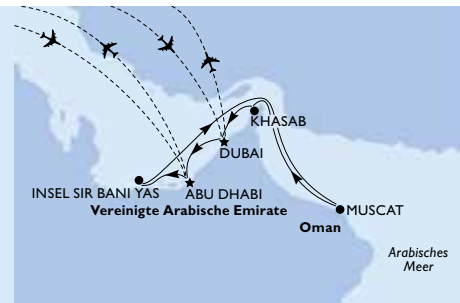 KHASAB
DUBAI
INSEL SIR BANI YAS
ABU DHABI
Vereinigte Arabische Emirate
MUSCAT
Oman
Arabisches
Meer